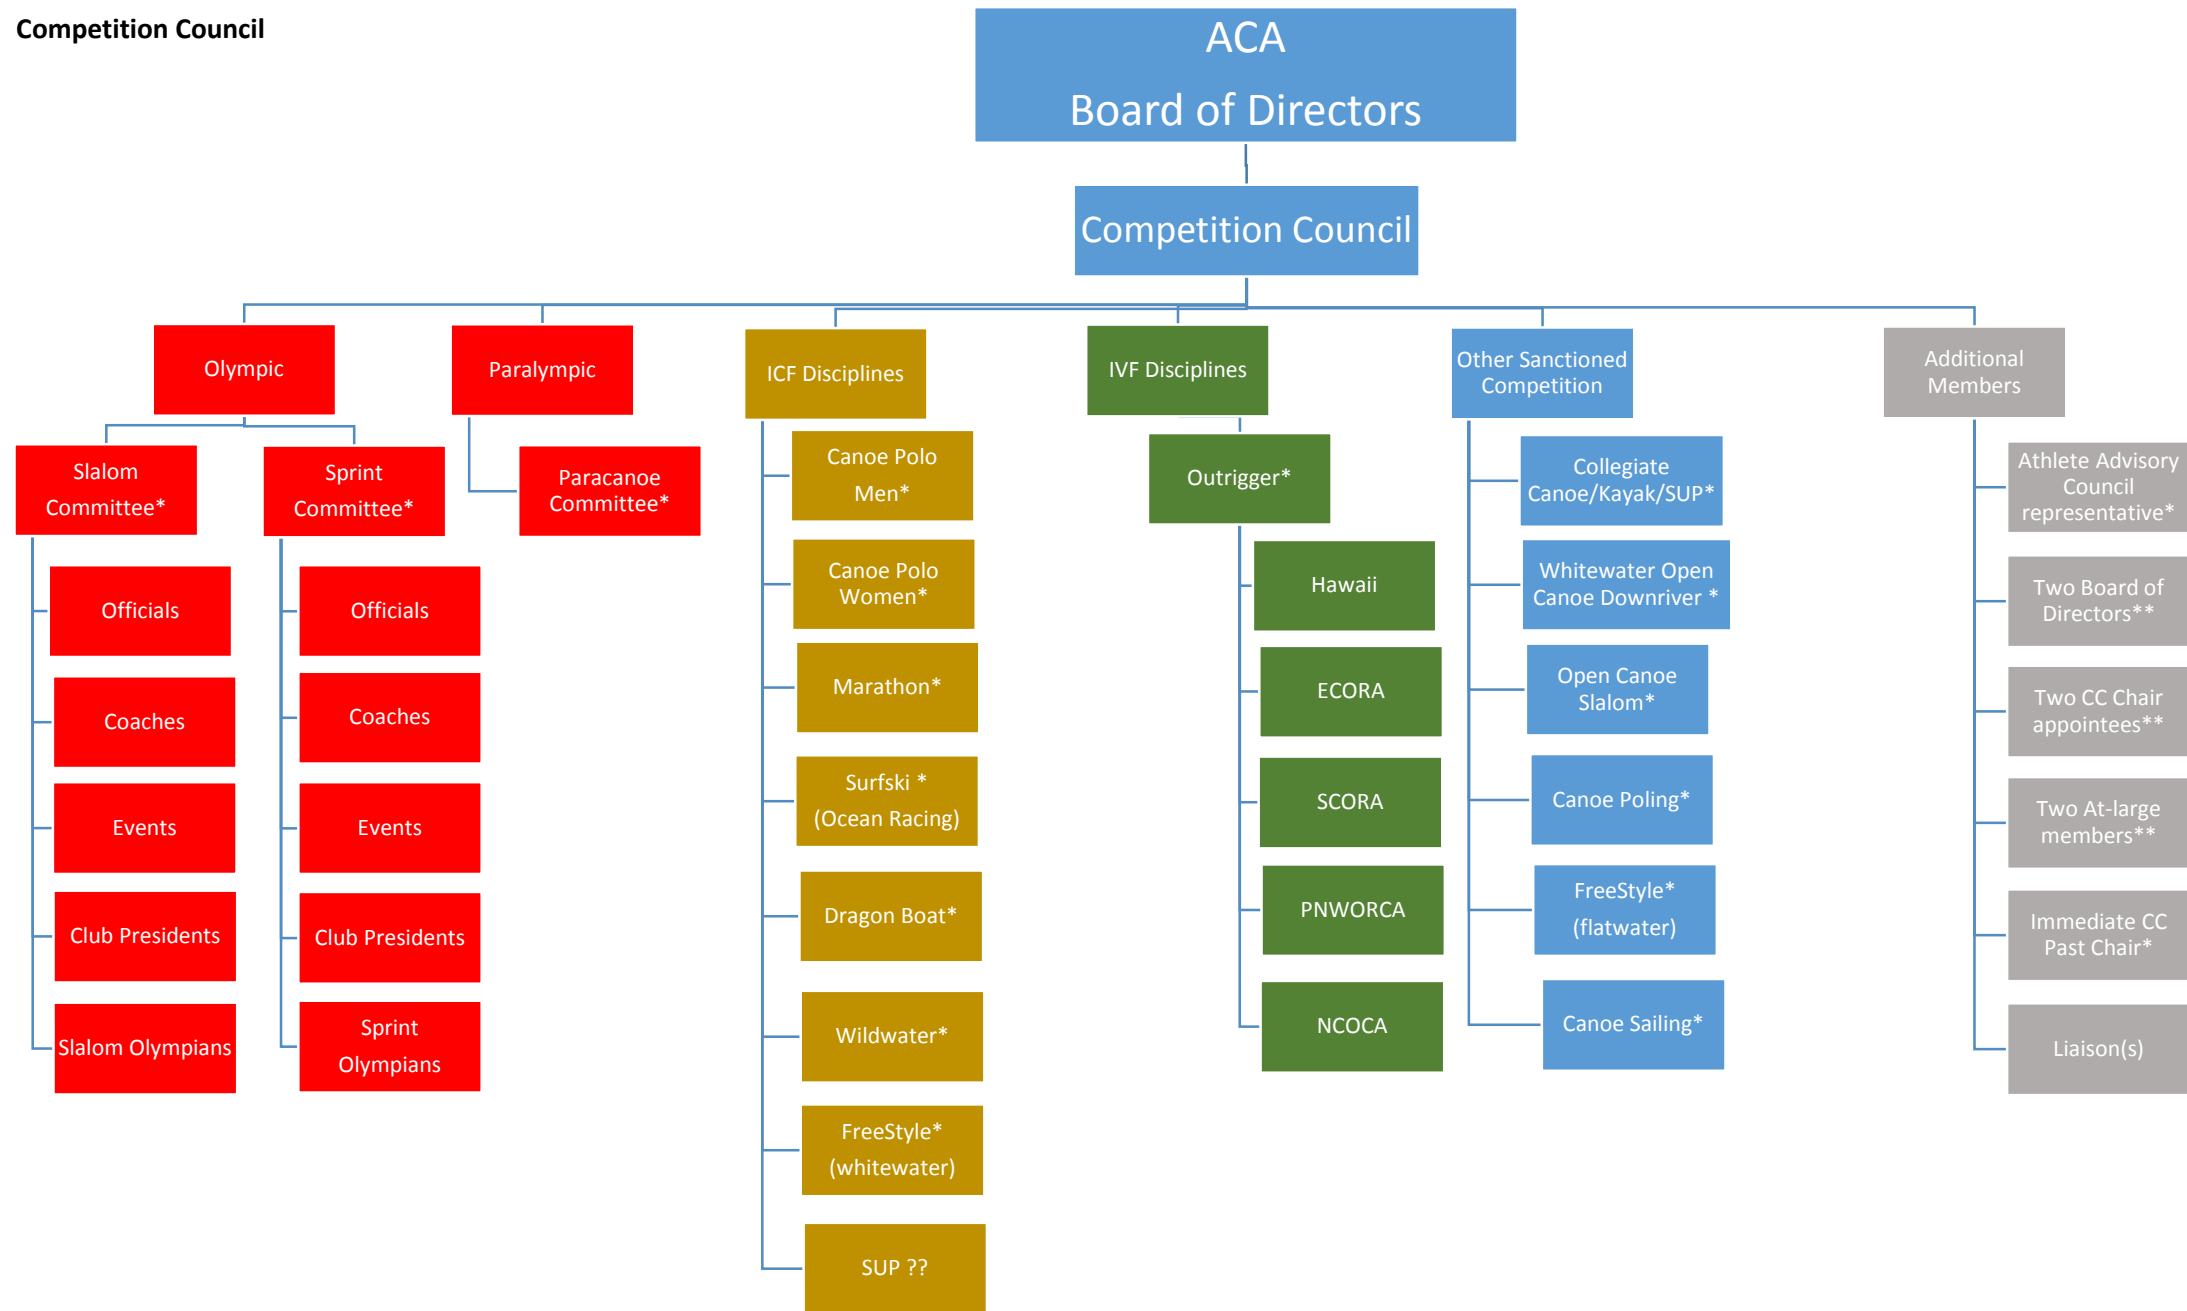 Competition Council
ACA
Board of Directors
Competition Council
Olympic
Slalom
Committee*
Officials
Coaches
Events
Club Presidents
Slalom Olympians
Sprint
Committee*
Officials
Coaches
Events
Club Presidents
Sprint
Olympians
Paralympic
Paracanoe
Committee*
ICF Disciplines
Canoe Polo
Men*
Canoe Polo
Women*
Marathon*
Surfski *
(Ocean Racing)
Dragon Boat*
Wildwater*
FreeStyle*
(whitewater)
SUP ??
IVF Disciplines
Outrigger*
Hawaii
ECORA
SCORA
PNWORCA
NCOCA
Other Sanctioned
Competition
Collegiate
Canoe/Kayak/SUP*
Whitewater Open
Canoe Downriver *
Open Canoe
Slalom*
Canoe Poling*
FreeStyle*
(flatwater)
Canoe Sailing*
Additional
Members
Athlete Advisory
Council
representative*
Two Board of
Directors**
Two CC Chair
appointees**
Two At-large
members**
Immediate CC
Past Chair*
Liaison(s)